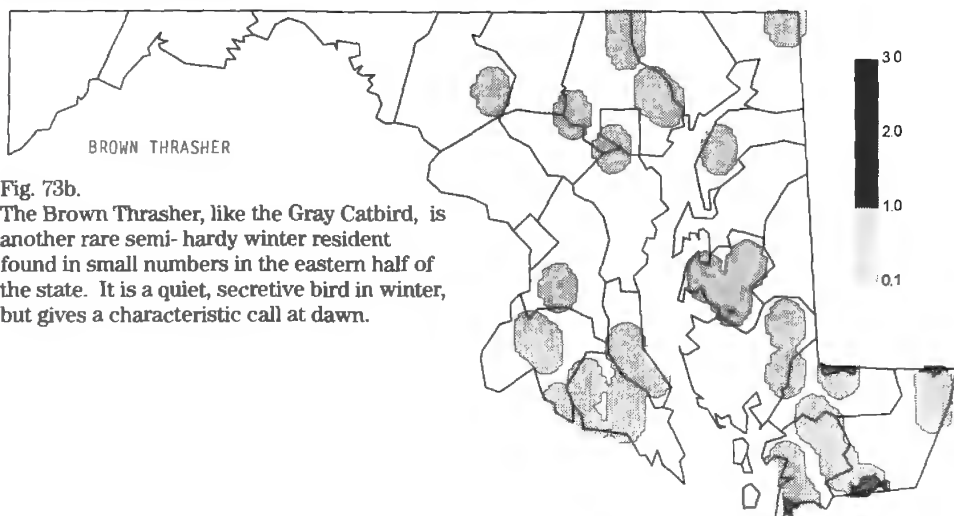 BROWN THRASHER
Fig. 73b.
The Brown Thrasher, like the Gray Catbird, is
another rare semi- hardy winter resident
found in small numbers in the eastern half of
the state. It is a quiet, secretive bird in winter,
but gives a characteristic call at dawn.
3.0
2.0
1.0
0.1